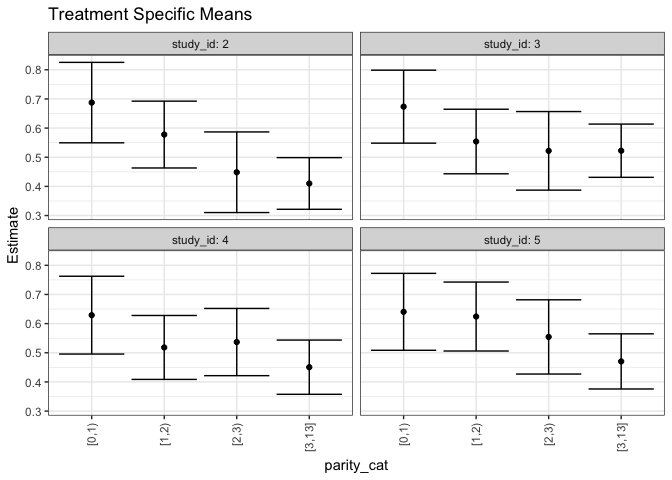 Treatment Specific Means
study_id: 2
study_id: 3
0.8
0.7
0.6
0.5
0.4
0.3
study_id: 4
study_id: 5
0.8
0.7
0.6
0.5
0.4
0.3
Estimate
[0,1)
[1,2)
[2,3)
[3,13]
[0,1)
[1,2)
[2,3)
[3,13]
parity_cat